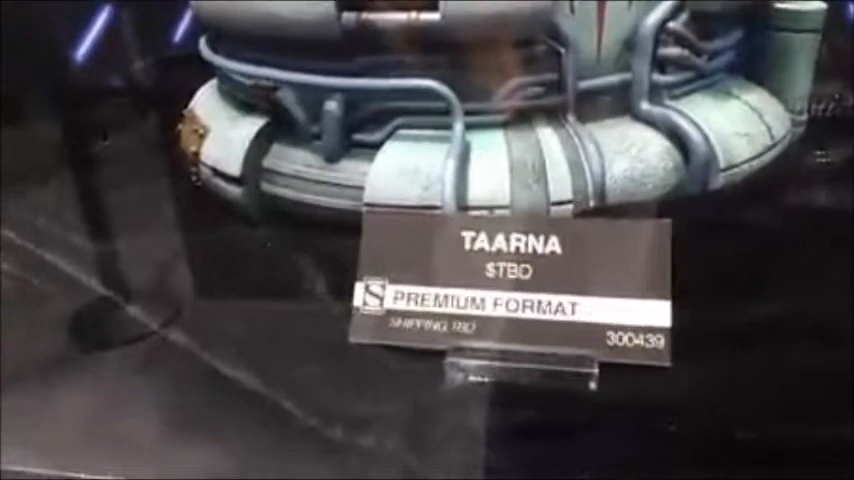 TAARNA
$TBD
S PREMIUM FORMAT
SHIPPING TBD
300439